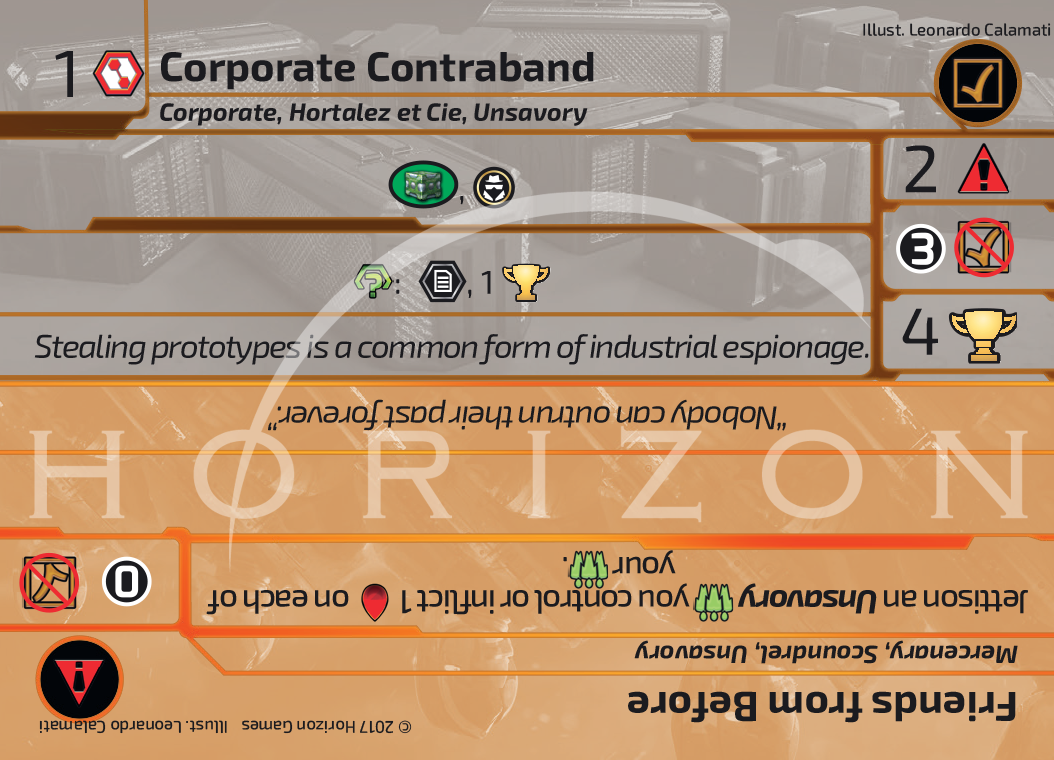 Illust. Leonardo Calamati
1 Corporate Contraband
Corporate, Hortalez et Cie, Unsavory
2
,
3
: , 1
4
Stealing prototypes is a common form of industrial espionage.
HORIZON
Friends from Before
Mercenary, Scoundrel, Unsavory
Jettison an Unsavory you control or inflict 1 on each of
your .
0
"Nobody can outrun their past forever."
© 2017 Horizon Games Illust. Leonardo Calamati